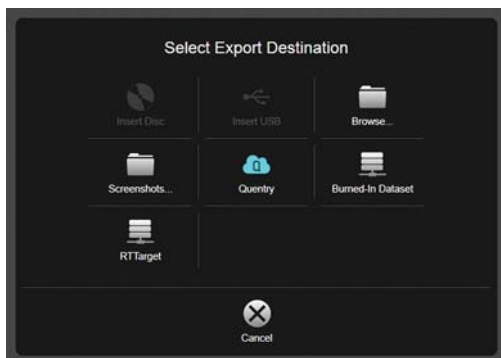 Select Export Destination
Insert Disc
Insert USB
Browse...
Screenshots...
Quentry
Burned-In Dataset
RTTarget
Cancel